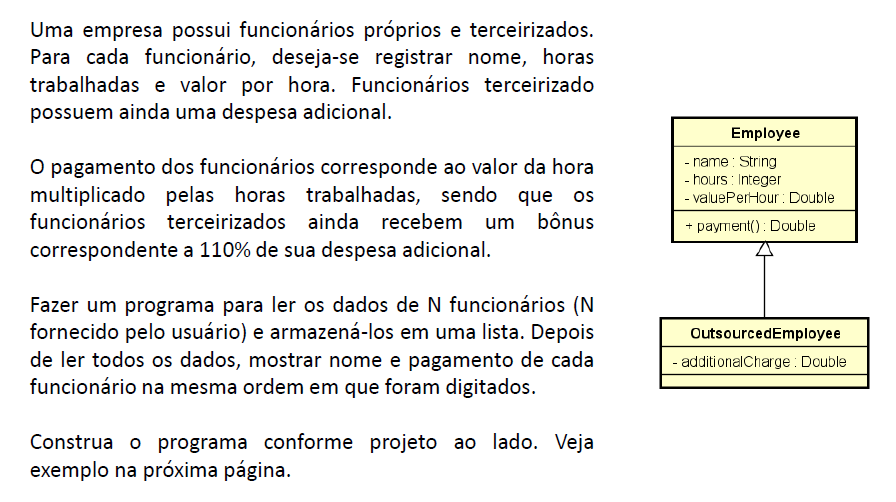 Uma empresa possui funcionários próprios e terceirizados.
Para cada funcionário, deseja-se registrar nome, horas
trabalhadas e valor por hora. Funcionários terceirizado
possuem ainda uma despesa adicional.
O pagamento dos funcionários corresponde ao valor da hora
multiplicado pelas horas trabalhadas, sendo que os
funcionários terceirizados ainda recebem um bônus
correspondente a 110% de sua despesa adicional.
Fazer um programa para ler os dados de N funcionários (N
fornecido pelo usuário) e armazená-los em uma lista. Depois
de ler todos os dados, mostrar nome e pagamento de cada
funcionário na mesma ordem em que foram digitados.
Construa o programa conforme projeto ao lado. Veja
exemplo na próxima página.
Employee
- name : String
- hours : Integer
- valuePerHour : Double
+ payment() : Double
OutsourcedEmployee
- additionalCharge : Double